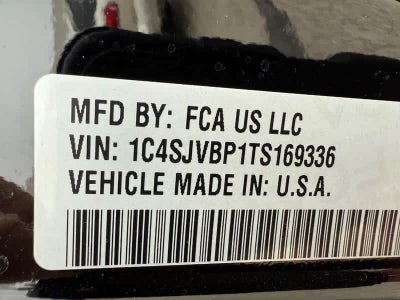 MFD BY: FCA US LLC
VIN: 1C4SJVBP1TS169336
VEHICLE MADE IN: U.S.A.